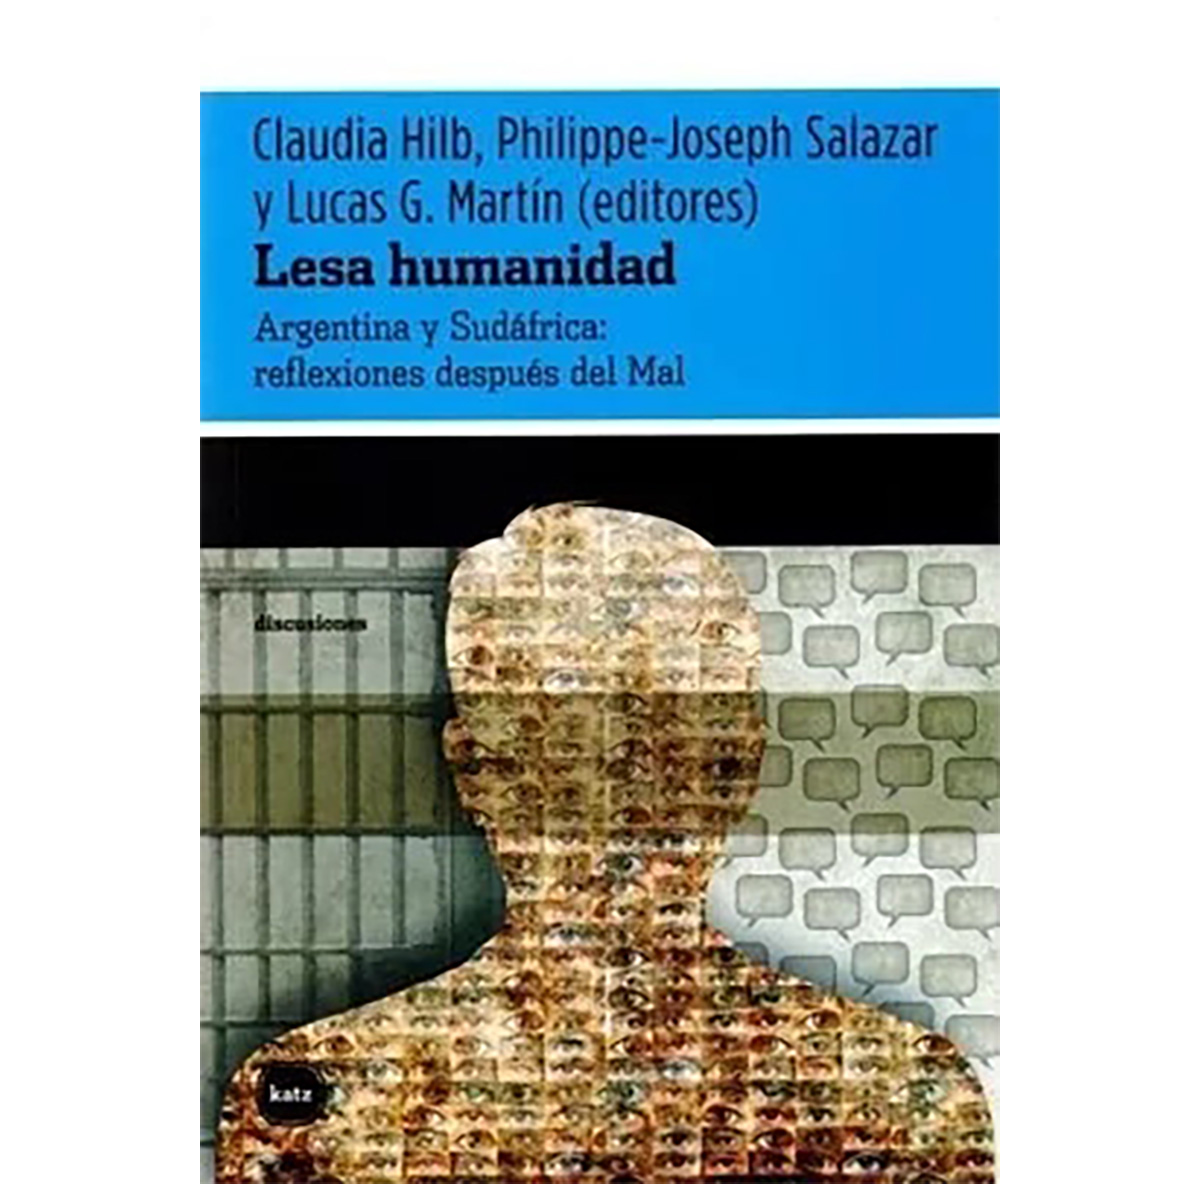 Claudia Hilb, Philippe-Joseph Salazar
y Lucas G. Martín (editores)
Lesa humanidad
Argentina y Sudáfrica:
reflexiones después del Mal
discusiones
katz